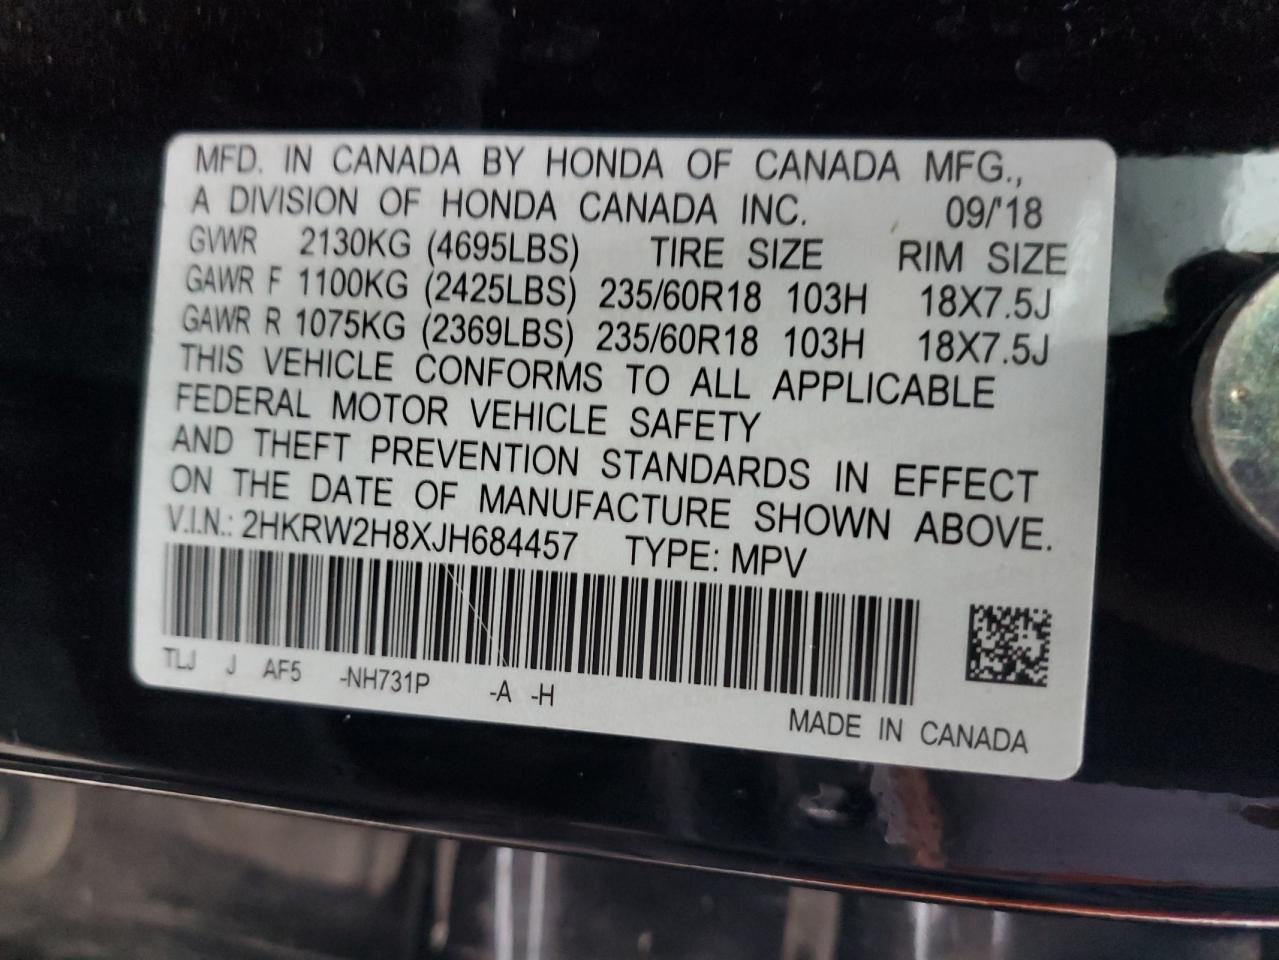 MFD. IN CANADA BY HONDA OF CANADA MFG.,
A DIVISION OF HONDA CANADA INC. 09/'18
GVWR 2130KG (4695LBS) TIRE SIZE RIM SIZE
GAWR F 1100KG (2425LBS) 235/60R18 103H 18X7.5J
GAWR R 1075KG (2369LBS) 235/60R18 103H 18X7.5J
THIS VEHICLE CONFORMS TO ALL APPLICABLE
FEDERAL MOTOR VEHICLE SAFETY
AND THEFT PREVENTION STANDARDS IN EFFECT
ON THE DATE OF MANUFACTURE SHOWN ABOVE.
V.I.N.: 2HKRW2H8XJH684457 TYPE: MPV
TLJ J AF5 -NH731P -A -H
MADE IN CANADA